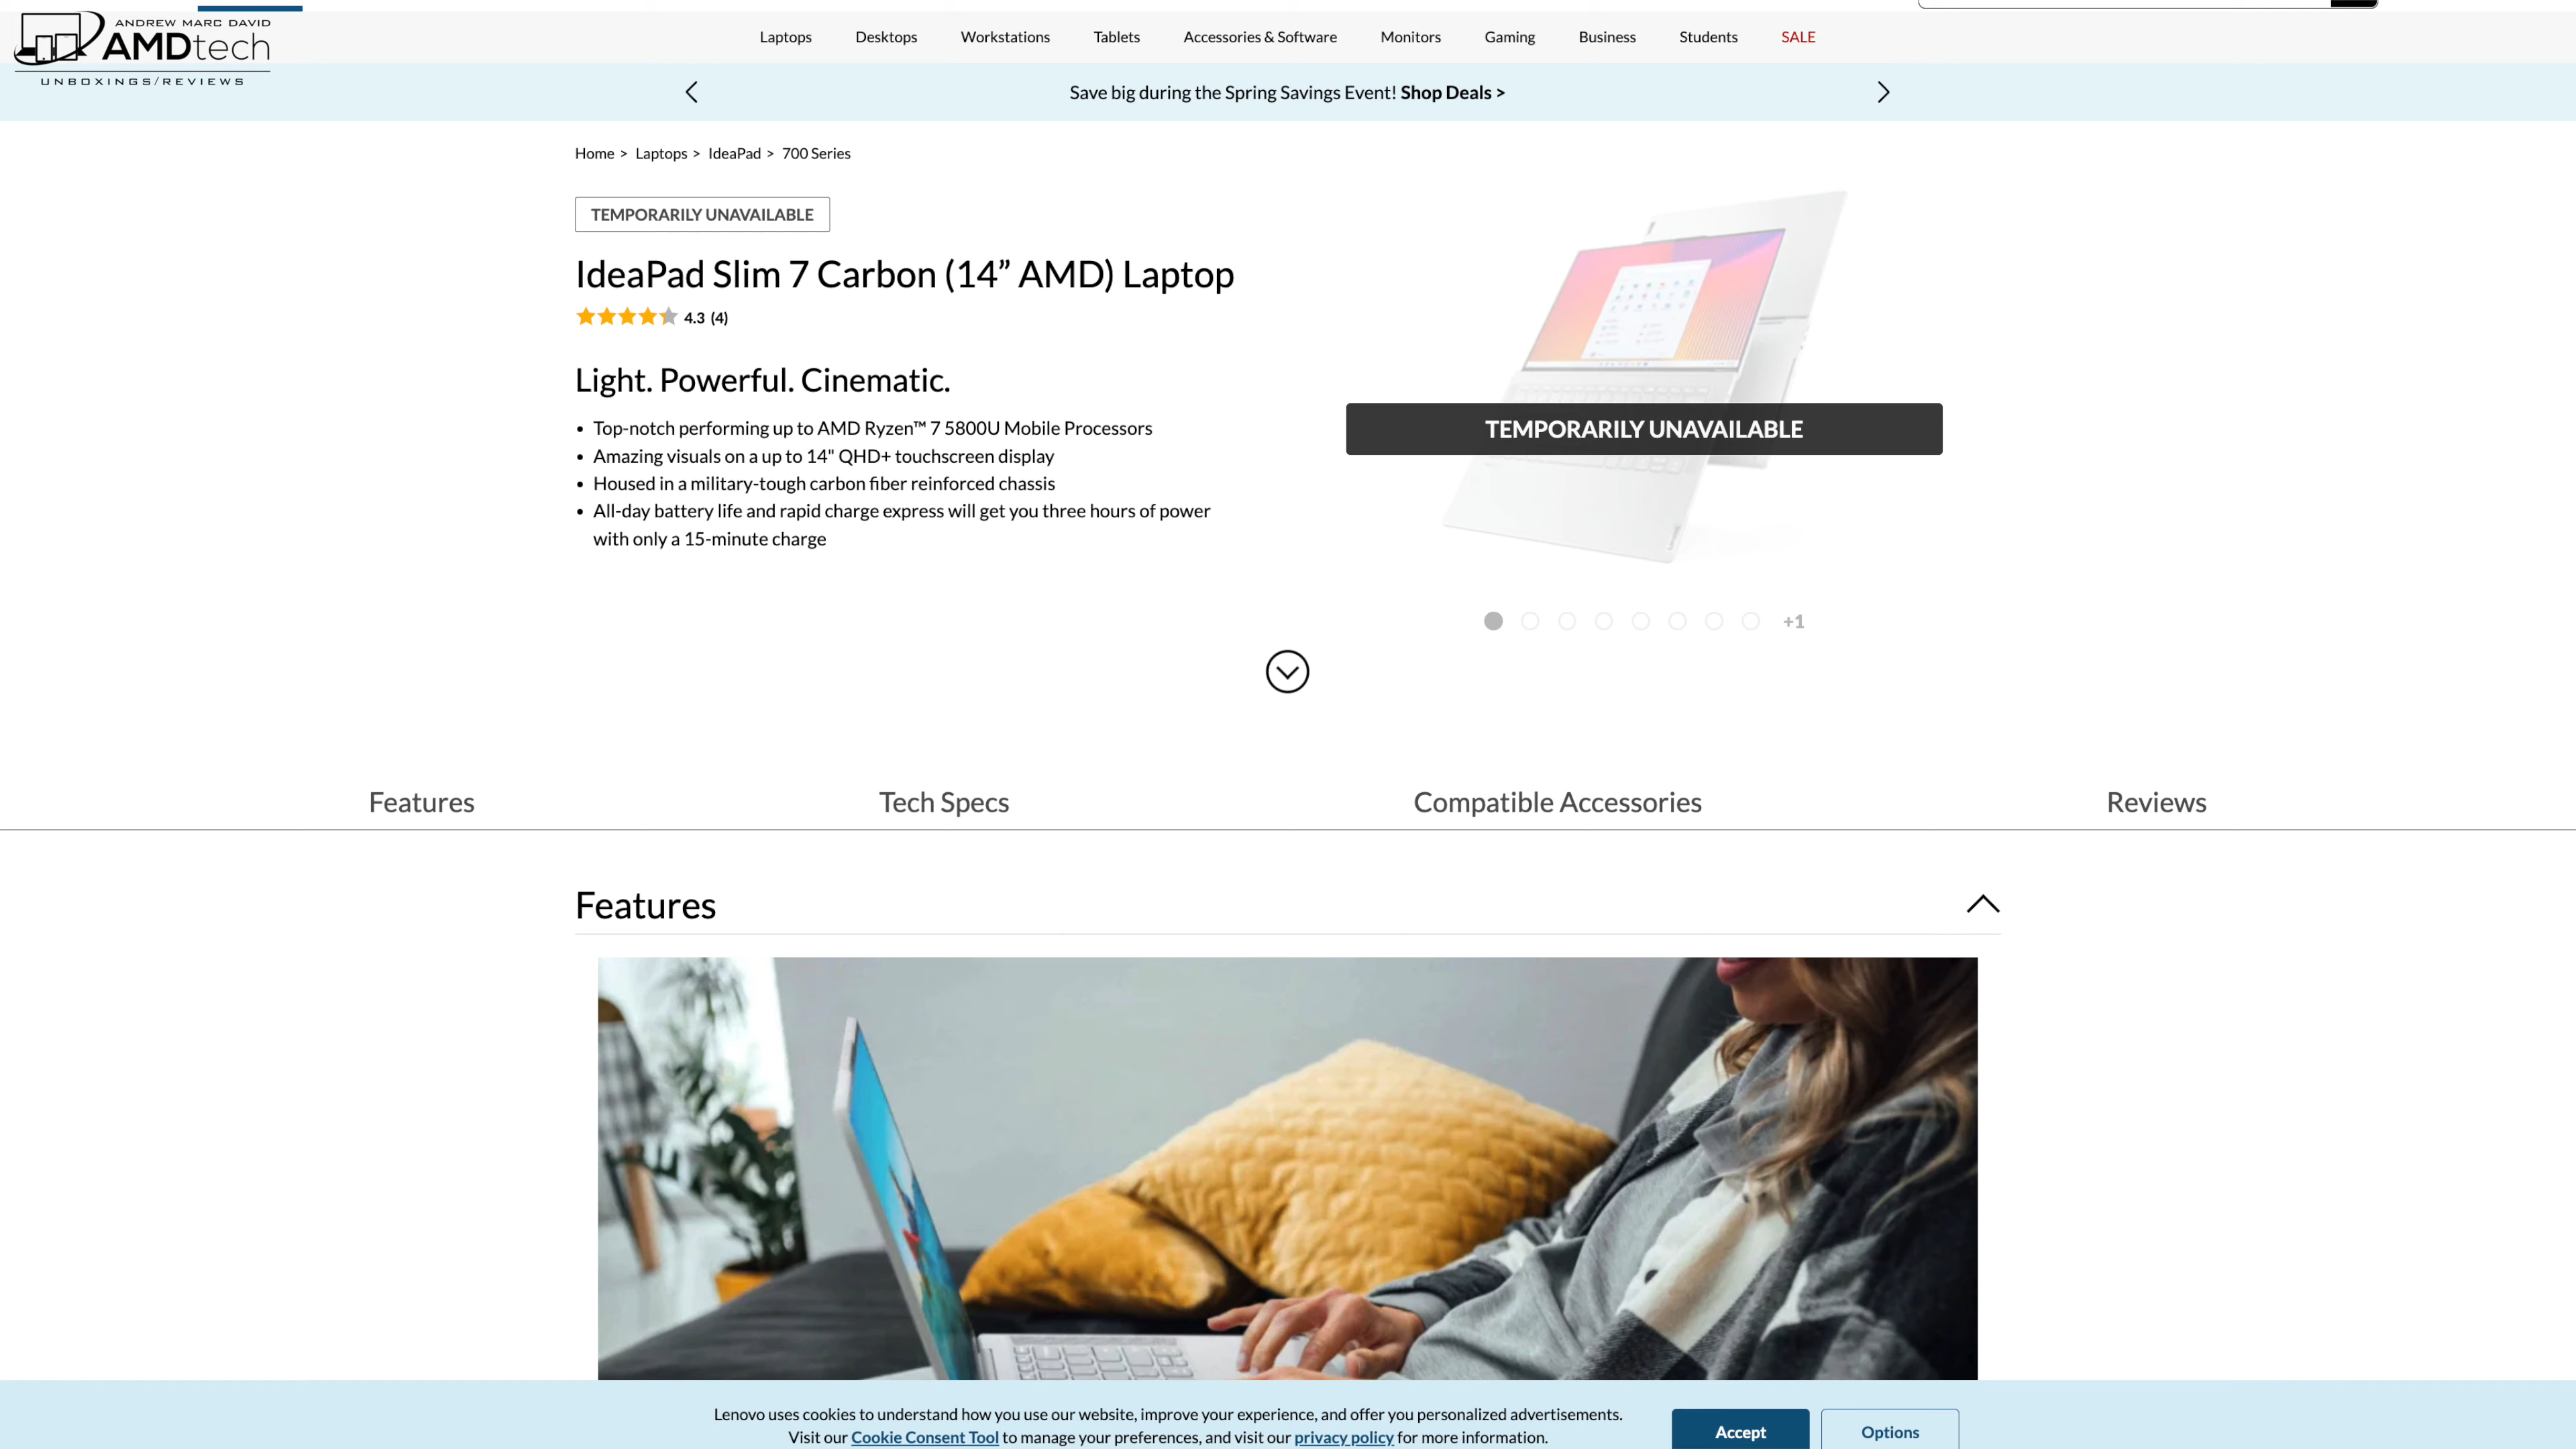 ANDREW MARC DAVID
AMDtech
UNBOXINGS/REVIEWS
Laptops Desktops Workstations Tablets Accessories & Software Monitors Gaming Business Students SALE
Save big during the Spring Savings Event! Shop Deals >
Home > Laptops > IdeaPad > 700 Series
TEMPORARILY UNAVAILABLE
IdeaPad Slim 7 Carbon (14” AMD) Laptop
4.3 (4)
Light. Powerful. Cinematic.
• Top-notch performing up to AMD Ryzen™ 7 5800U Mobile Processors
• Amazing visuals on a up to 14" QHD+ touchscreen display
• Housed in a military-tough carbon fiber reinforced chassis
• All-day battery life and rapid charge express will get you three hours of power
with only a 15-minute charge
TEMPORARILY UNAVAILABLE
+1
Features Tech Specs Compatible Accessories Reviews
Features
Lenovo uses cookies to understand how you use our website, improve your experience, and offer you personalized advertisements.
Visit our Cookie Consent Tool to manage your preferences, and visit our privacy policy for more information.
Accept Options